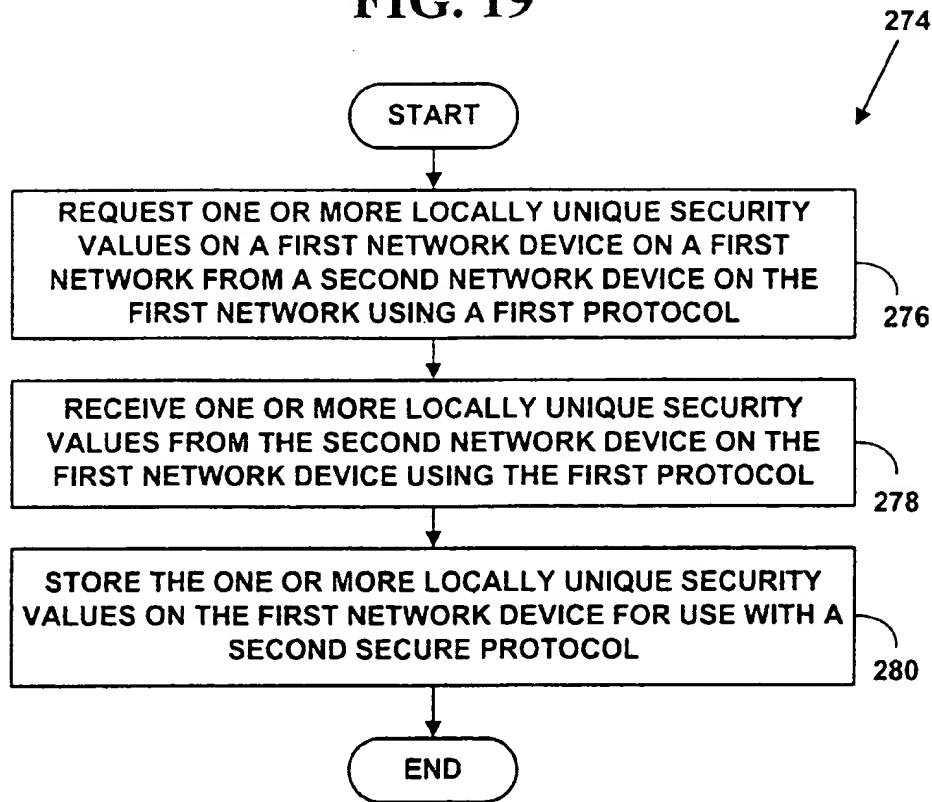 FIG. 19
274
START
REQUEST ONE OR MORE LOCALLY UNIQUE SECURITY
VALUES ON A FIRST NETWORK DEVICE ON A FIRST
NETWORK FROM A SECOND NETWORK DEVICE ON THE
FIRST NETWORK USING A FIRST PROTOCOL
276
RECEIVE ONE OR MORE LOCALLY UNIQUE SECURITY
VALUES FROM THE SECOND NETWORK DEVICE ON THE
FIRST NETWORK DEVICE USING THE FIRST PROTOCOL
278
STORE THE ONE OR MORE LOCALLY UNIQUE SECURITY
VALUES ON THE FIRST NETWORK DEVICE FOR USE WITH A
SECOND SECURE PROTOCOL
280
END